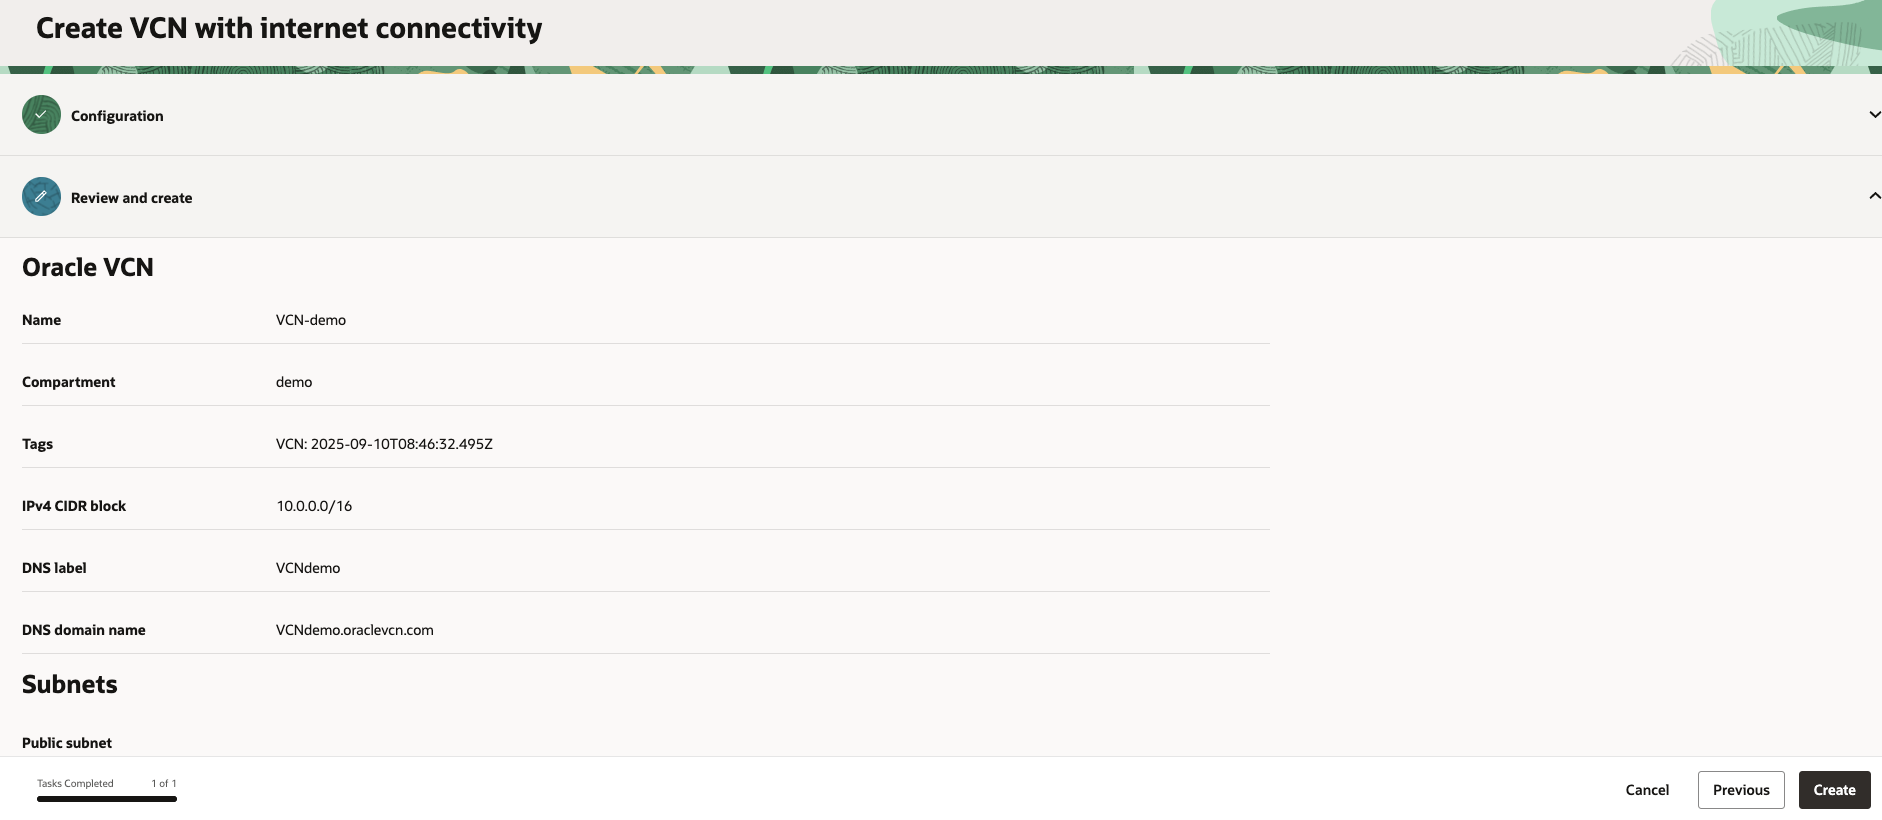 Create VCN with internet connectivity
Configuration
Review and create
Oracle VCN
Name VCN-demo
Compartment demo
Tags VCN: 2025-09-10T08:46:32.495Z
IPv4 CIDR block 10.0.0.0/16
DNS label VCNdemo
DNS domain name VCNdemo.oraclevcn.com
Subnets
Public subnet
Tasks Completed 1 of 1
Cancel Previous Create